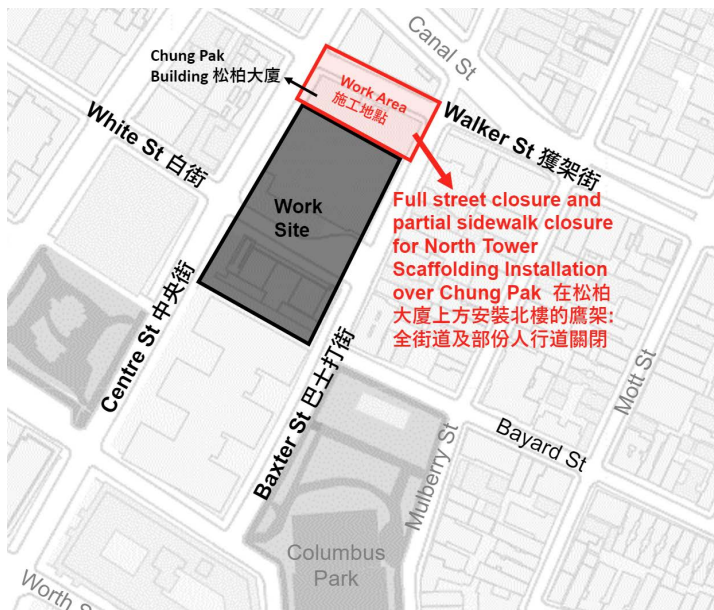 Canal St
Chung Pak
Building 松柏大廈
Work Area
施工地點
White St 白街
Walker St 獲架街
Work
Site
Full street closure and
partial sidewalk closure
for North Tower
Scaffolding Installation
over Chung Pak 在松柏
大廈上方安裝北樓的鷹架:
全街道及部份人行道關閉
Centre St 中央街
Baxter St 巴士打街
Mott St
Bayard St
Mulberry St
Columbus
Park
Worth S